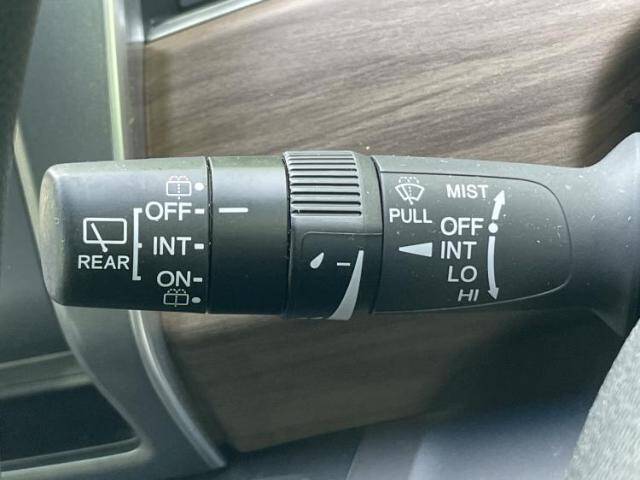 OFF
INT
ON
REAR
PULL
MIST
OFF
INT
LO
HI